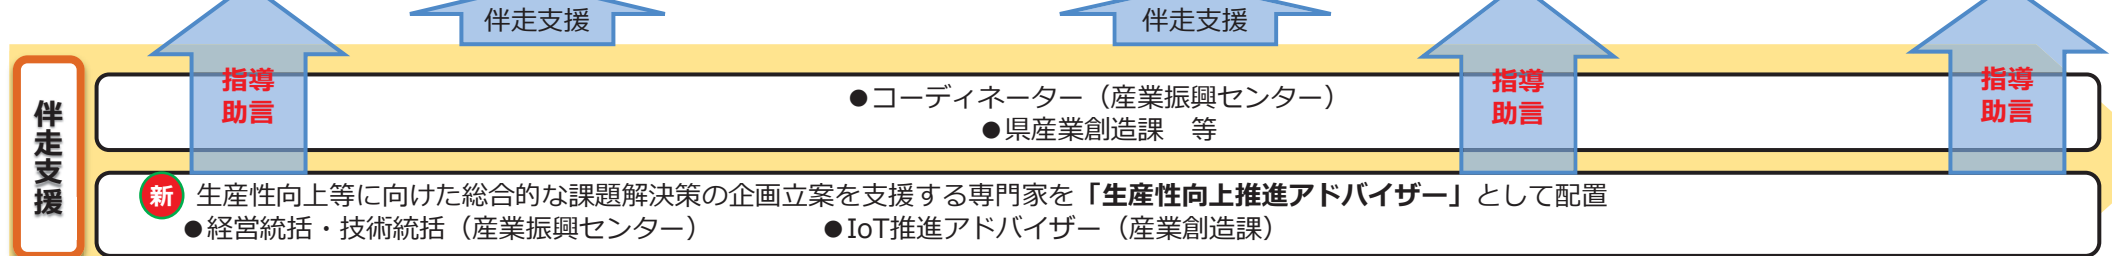 伴走支援
伴走支援
指導
助言
指導
助言
指導
助言
伴走支援
●コーディネーター（産業振興センター）
●県産業創造課　等
新 生産性向上等に向けた総合的な課題解決策の企画立案を支援する専門家を「生産性向上推進アドバイザー」として配置
●経営統括・技術統括（産業振興センター） ●IoT推進アドバイザー（産業創造課）